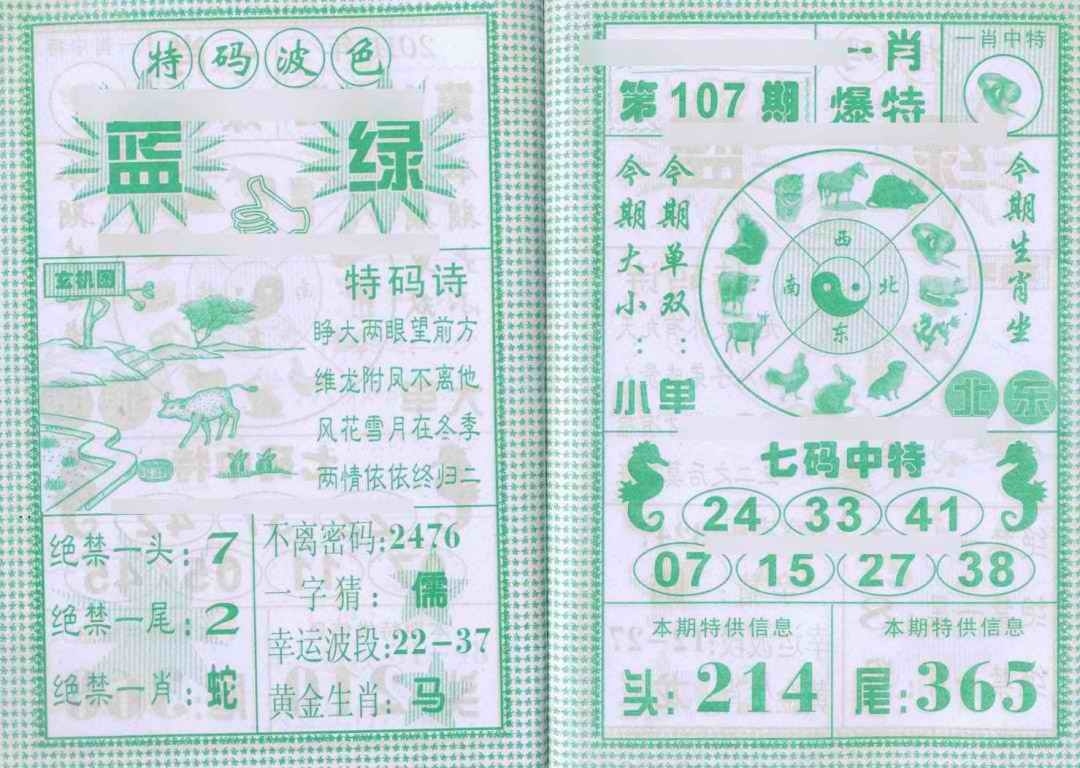 特码波色
蓝 绿
玄机图
特码诗
睁大两眼望前方
维龙附凤不离他
风花雪月在冬季
两情依依终归二
绝禁一头:7
绝禁一尾:2
绝禁一肖:蛇
不离密码:2476
一字猜:儒
幸运波段:22-37
黄金生肖:马
第107期
一肖
爆特
一肖中特
今期大小:小
今期单双:单
西
南
北
东
今期生肖坐
北东
七码中特
24 33 41
07 15 27 38
本期特供信息
头:214
本期特供信息
尾:365